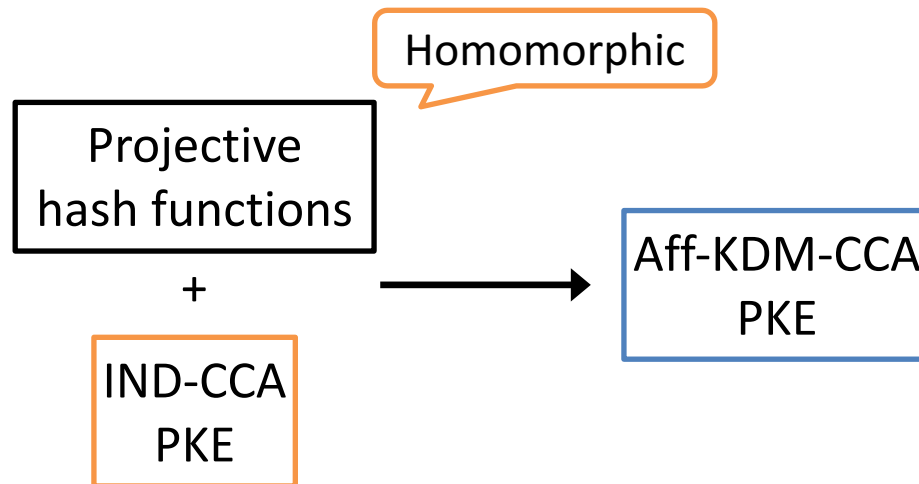 Homomorphic
Projective
hash functions
+
IND-CCA
PKE
Aff-KDM-CCA
PKE